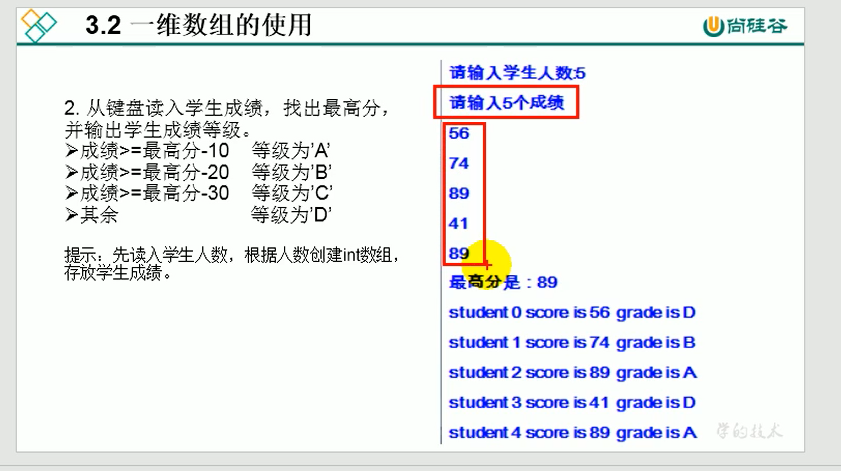 3.2 一维数组的使用
尚硅谷
2. 从键盘读入学生成绩，找出最高分，
并输出学生成绩等级。
➢成绩>=最高分-10 等级为'A'
➢成绩>=最高分-20 等级为'B'
➢成绩>=最高分-30 等级为'C'
➢其余 等级为'D'
提示：先读入学生人数，根据人数创建int数组，
存放学生成绩。
请输入学生人数:5
请输入5个成绩
56
74
89
41
89
最高分是：89
student 0 score is 56 grade is D
student 1 score is 74 grade is B
student 2 score is 89 grade is A
student 3 score is 41 grade is D
student 4 score is 89 grade is A
学的技术